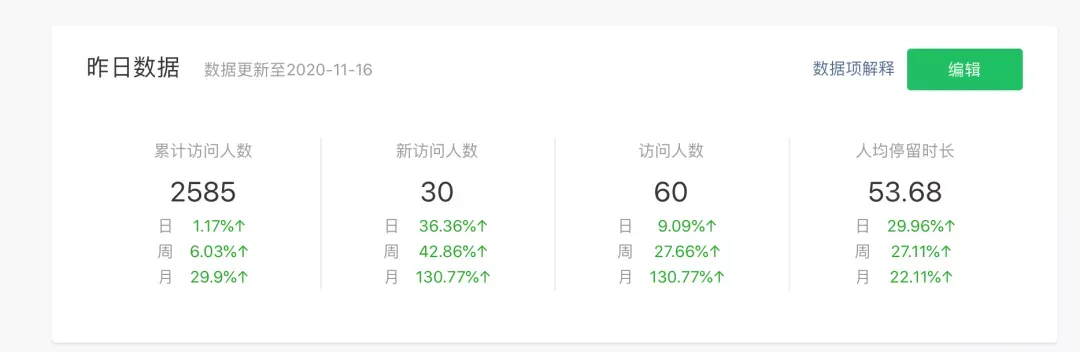 昨日数据 数据更新至2020-11-16 数据项解释 编辑
累计访问人数 新访问人数 访问人数 人均停留时长
2585 30 60 53.68
日 1.17%↑ 日 36.36%↑ 日 9.09%↑ 日 29.96%↑
周 6.03%↑ 周 42.86%↑ 周 27.66%↑ 周 27.11%↑
月 29.9%↑ 月 130.77%↑ 月 130.77%↑ 月 22.11%↑